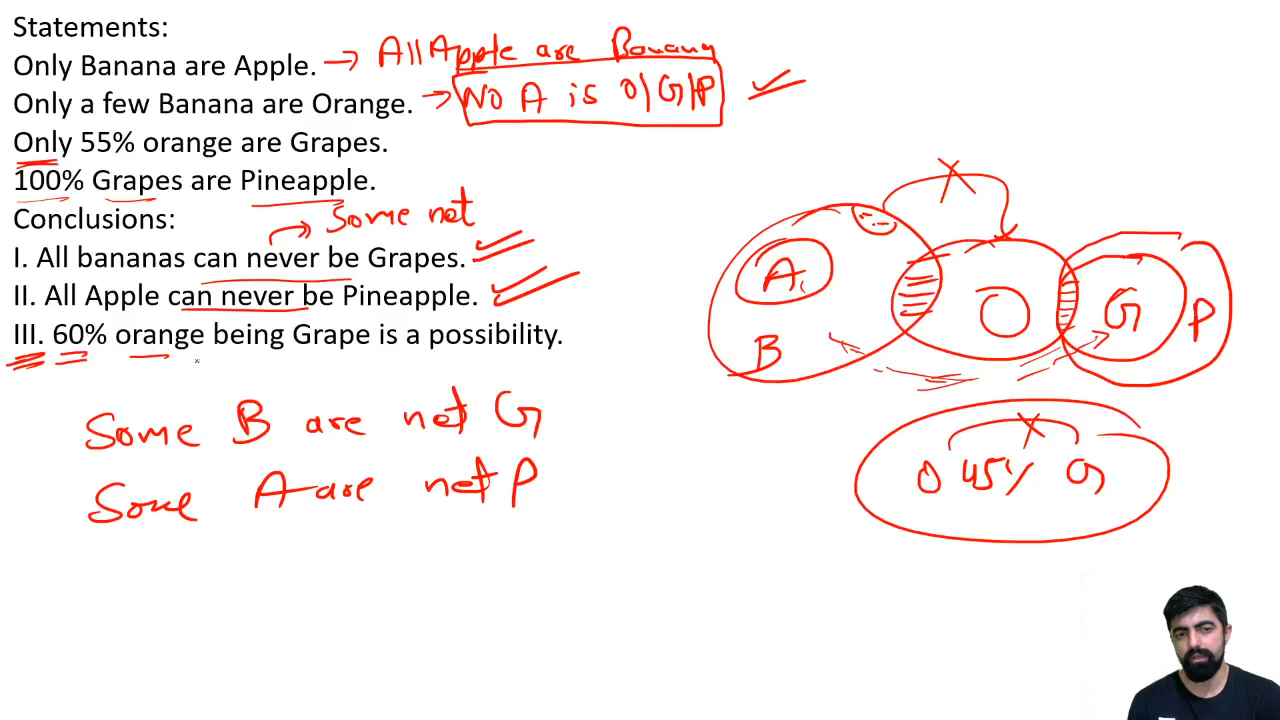 Statements:
Only Banana are Apple. → All Apple are Banana
Only a few Banana are Orange. → No A is O/G/P
Only 55% orange are Grapes.
100% Grapes are Pineapple.
Conclusions: → Some not
I. All bananas can never be Grapes.
II. All Apple can never be Pineapple.
III. 60% orange being Grape is a possibility.
A
B
O
G
P
Some B are not G
Some A are not P
O 45% G